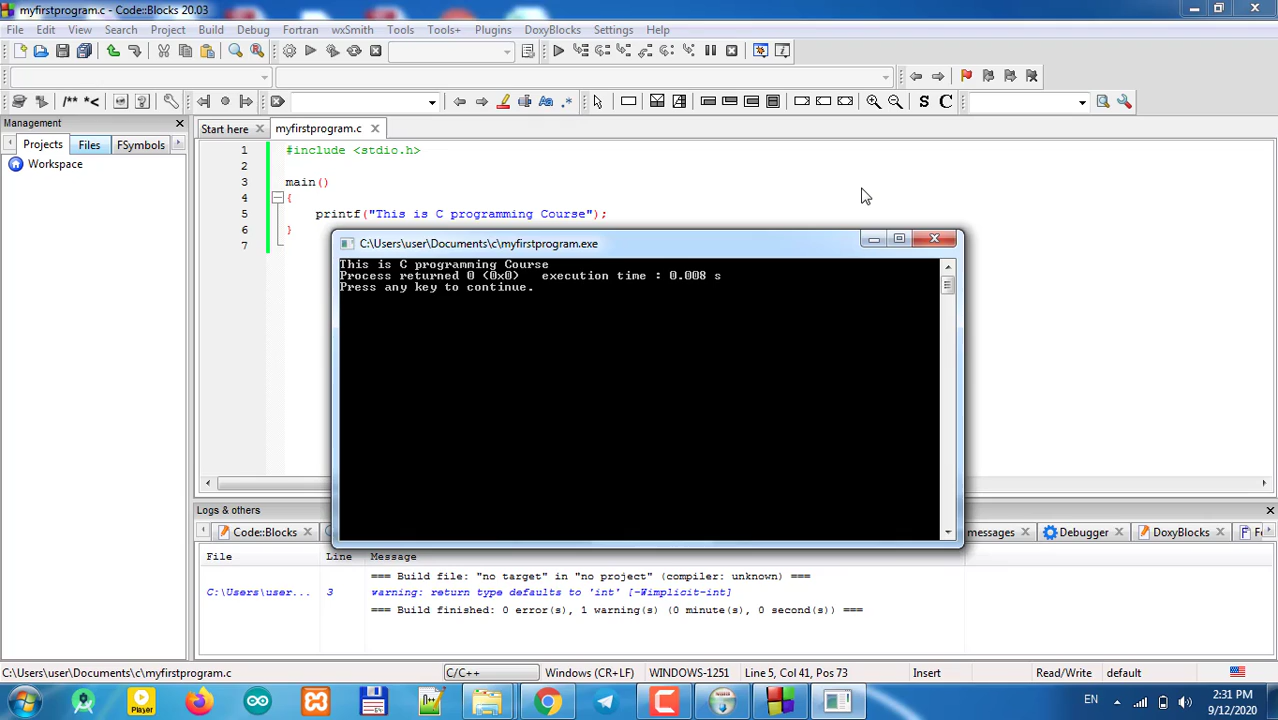 myfirstprogram.c - Code::Blocks 20.03
File Edit View Search Project Build Debug Fortran wxSmith Tools Tools+ Plugins DoxyBlocks Settings Help
/** *< Aa .* S C
Management
Projects Files FSymbols
Workspace
Start here myfirstprogram.c
1 #include <stdio.h>
2
3 main()
4 {
5 printf("This is C programming Course");
6 }
7
C:\Users\user\Documents\c\myfirstprogram.exe
This is C programming Course
Process returned 0 (0x0)   execution time : 0.008 s
Press any key to continue.
Logs & others
Code::Blocks messages Debugger DoxyBlocks
File Line Message
=== Build file: "no target" in "no project" (compiler: unknown) ===
C:\Users\user... 3 warning: return type defaults to 'int' [-Wimplicit-int]
=== Build finished: 0 error(s), 1 warning(s) (0 minute(s), 0 second(s)) ===
C:\Users\user\Documents\c\myfirstprogram.c C/C++ Windows (CR+LF) WINDOWS-1251 Line 5, Col 41, Pos 73 Insert Read/Write default
Player
EN
2:31 PM
9/12/2020